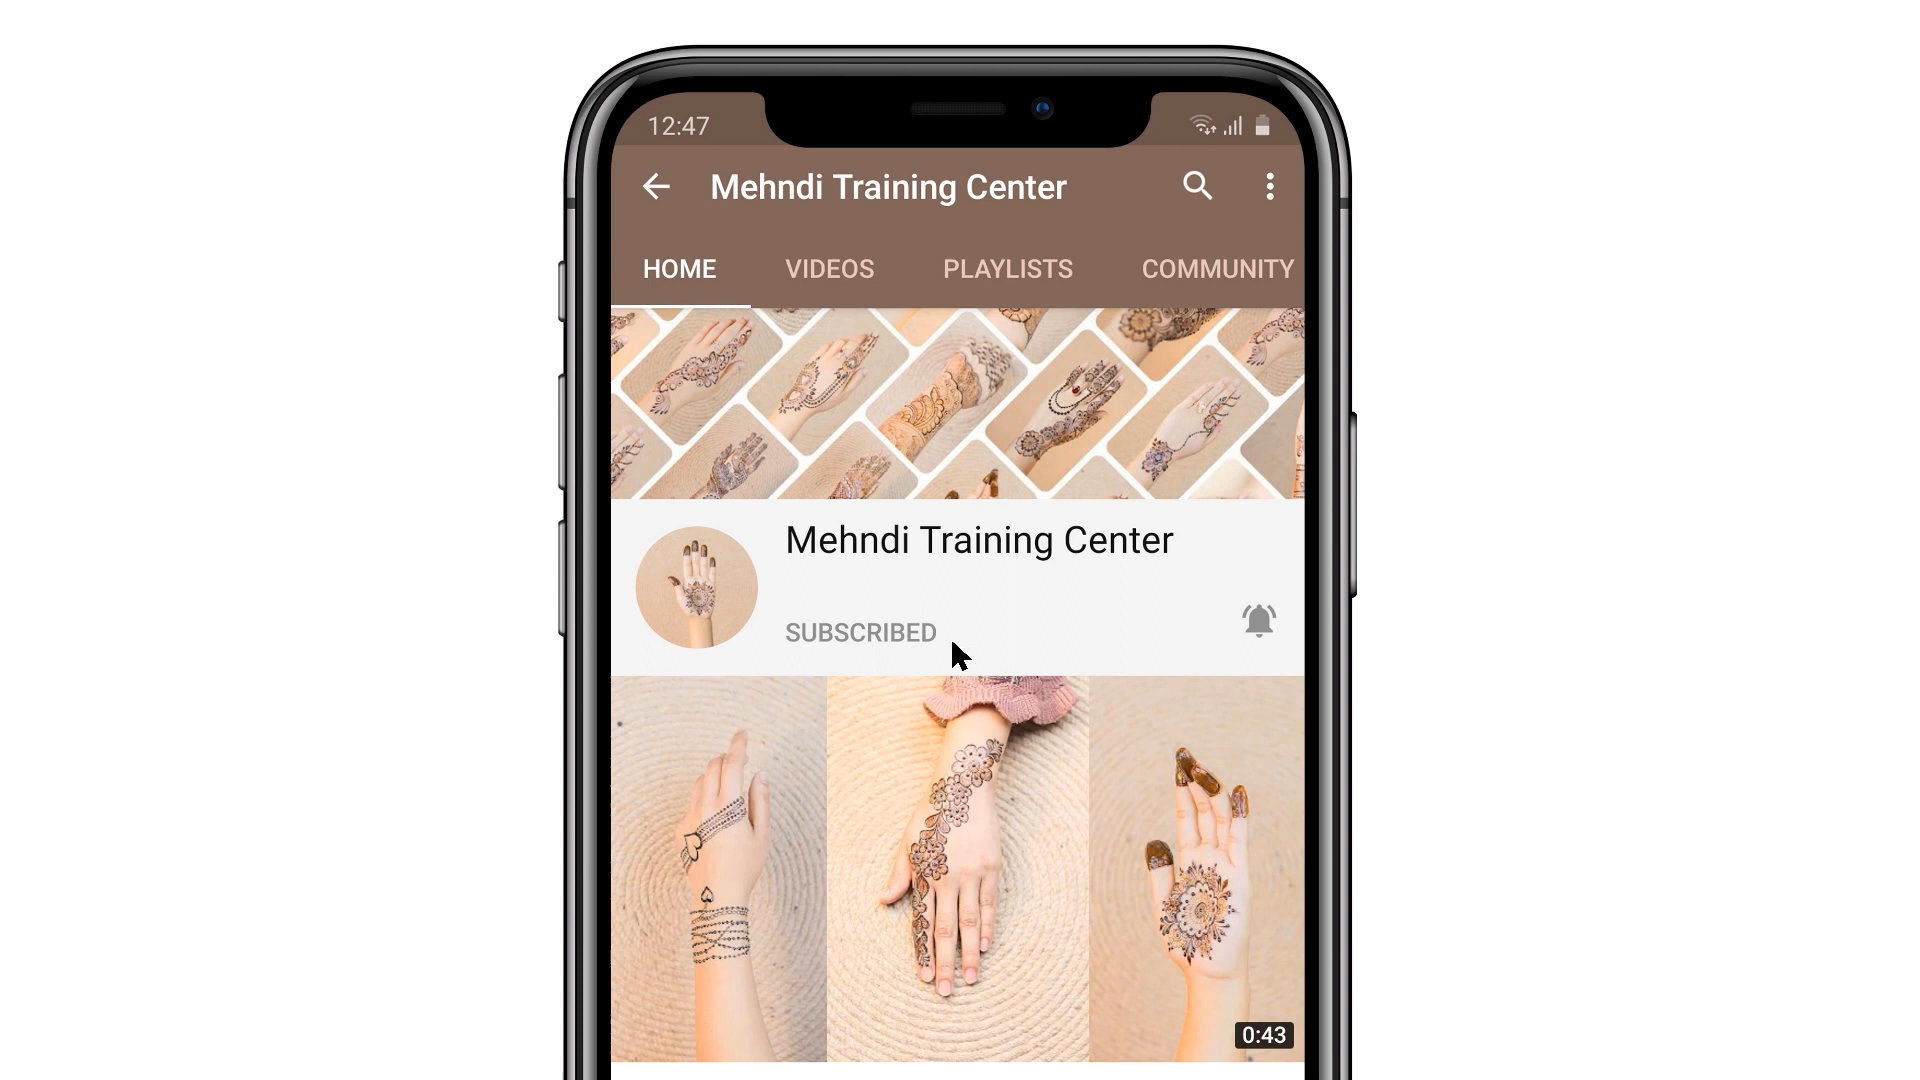 12:47
Mehndi Training Center
HOME VIDEOS PLAYLISTS COMMUNITY
Mehndi Training Center
SUBSCRIBED
0:43